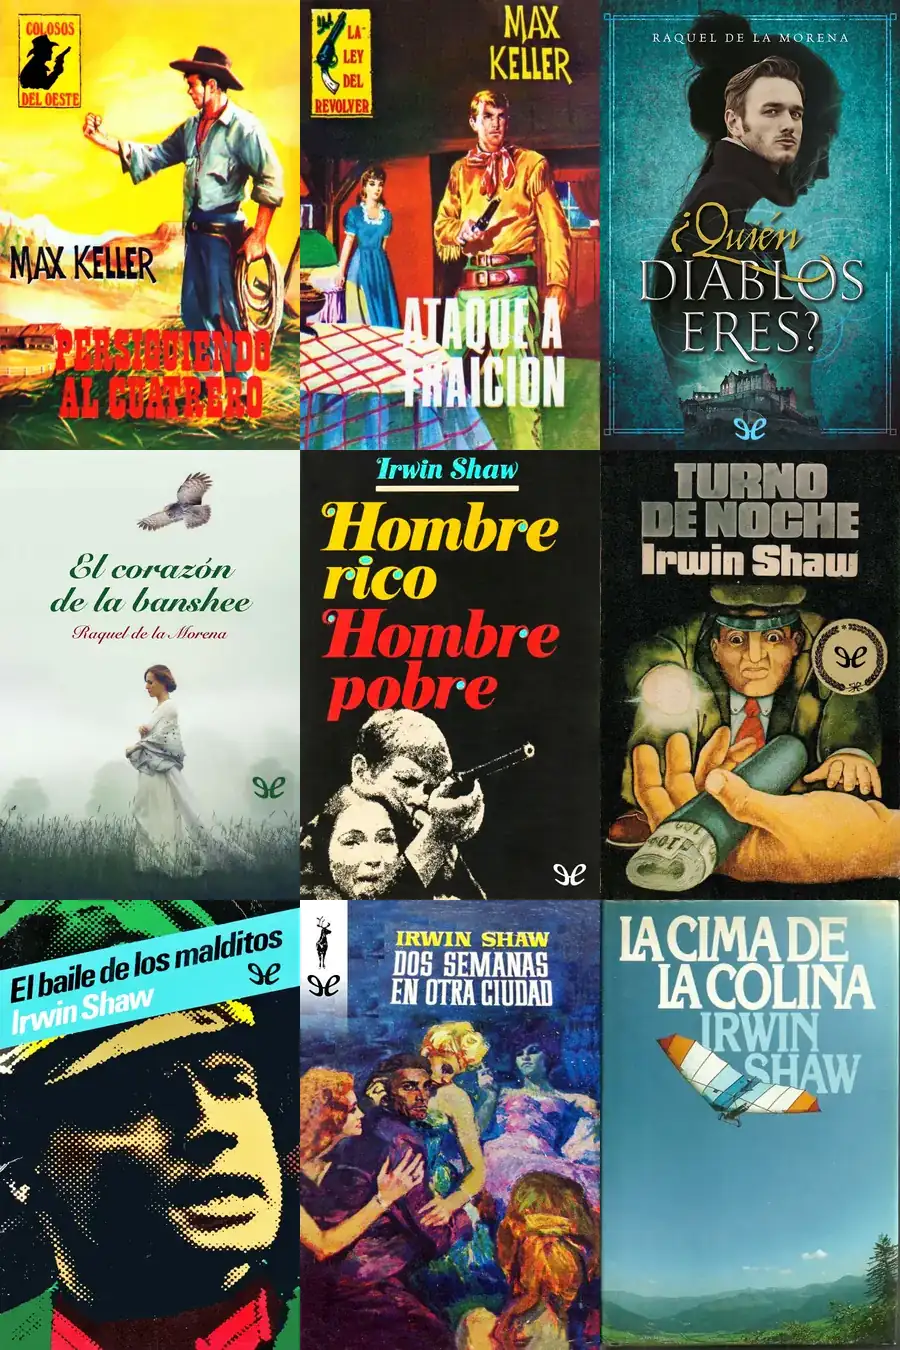 COLOSOS
DEL OESTE
MAX KELLER
PERSIGUIENDO
AL CUATRERO
LA
LEY
DEL
REVOLVER
MAX
KELLER
ATAQUE A
TRAICION
RAQUEL DE LA MORENA
¿Quién
DIABLOS
ERES?
El corazón
de la banshee
Raquel de la Morena
Irwin Shaw
Hombre
rico
Hombre
pobre
TURNO
DE NOCHE
Irwin Shaw
100
El baile de los malditos
Irwin Shaw
IRWIN SHAW
DOS SEMANAS
EN OTRA CIUDAD
LA CIMA DE
LA COLINA
IRWIN
SHAW